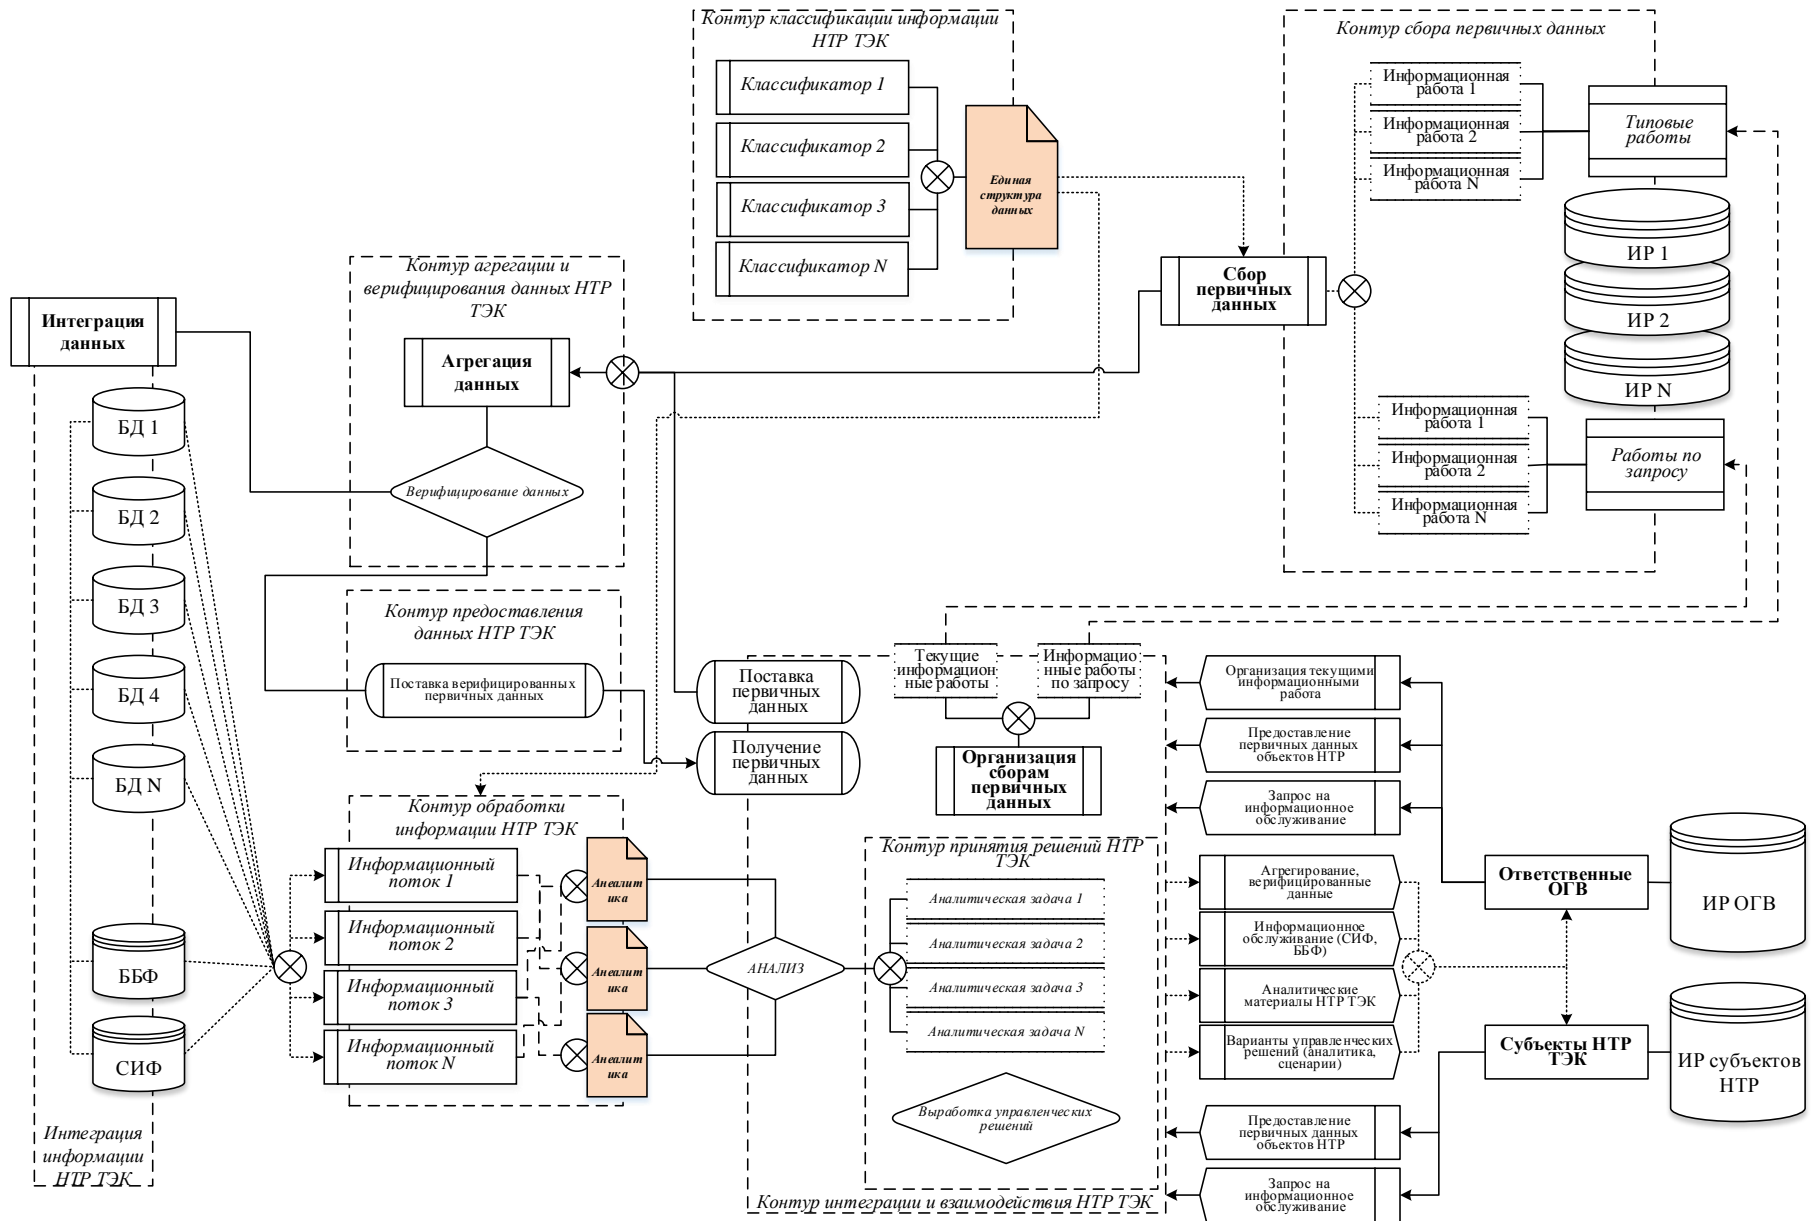 Контур классификации информации
НТР ТЭК
Классификатор 1
Классификатор 2
Классификатор 3
Классификатор N
Единая
структура
данных
Контур сбора первичных данных
Информационная
работа 1
Информационная
работа 2
Информационная
работа N
Типовые
работы
ИР 1
ИР 2
ИР N
Сбор
первичных
данных
Информационная
работа 1
Информационная
работа 2
Информационная
работа N
Работы по
запросу
Контур агрегации и
верифицирования данных НТР
ТЭК
Агрегация
данных
Верифицирование данных
Интеграция
данных
БД 1
БД 2
БД 3
БД 4
БД N
ББФ
СИФ
Интеграция
информации
НТР ТЭК
Контур предоставления
данных НТР ТЭК
Поставка верифицированных
первичных данных
Поставка
первичных
данных
Получение
первичных
данных
Текущие
информацион
ные работы
Информацио
нные работы
по запросу
Организация
сборам
первичных
данных
Контур обработки
информации НТР ТЭК
Информационный
поток 1
Информационный
поток 2
Информационный
поток 3
Информационный
поток N
Анеалит
ика
Анеалит
ика
Анеалит
ика
АНАЛИЗ
Контур принятия решений НТР
ТЭК
Аналитическая задача 1
Аналитическая задача 2
Аналитическая задача 3
Аналитическая задача N
Выработка управленческих
решений
Контур интеграции и взаимодействия НТР ТЭК
Организация текущими
информационными
работа
Предоставление
первичных данных
объектов НТР
Запрос на
информационное
обслуживание
Агрегирование,
верифицированные
данные
Информационное
обслуживание (СИФ,
ББФ)
Аналитические
материалы НТР ТЭК
Варианты управленческих
решений (аналитика,
сценарии)
Предоставление
первичных данных
объектов НТР
Запрос на
информационное
обслуживание
Ответственные
ОГВ
ИР ОГВ
Субъекты НТР
ТЭК
ИР субъектов
НТР